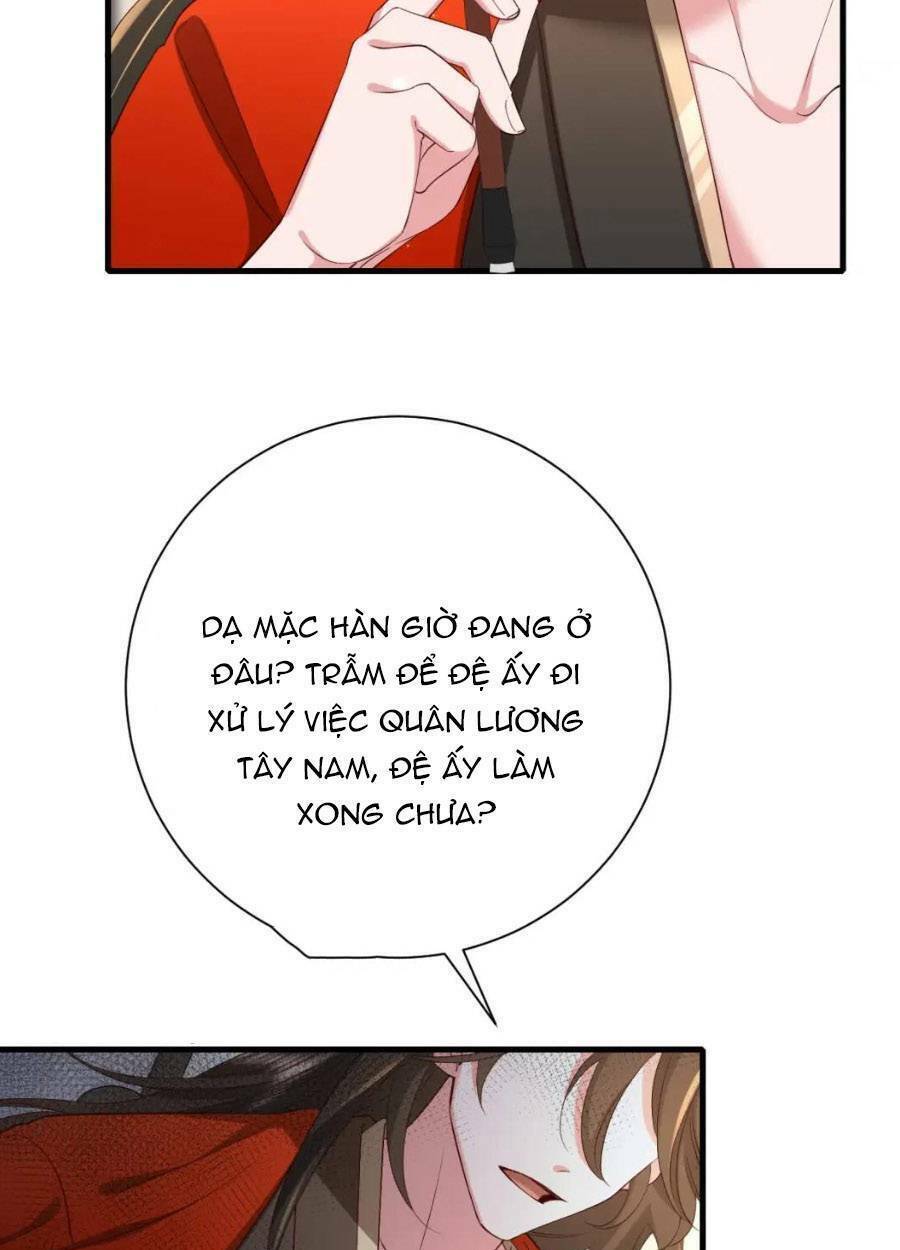 DẠ MẶC HÀN GIỜ ĐANG Ở
ĐÂU? TRẪM ĐỂ ĐỆ ẤY ĐI
XỬ LÝ VIỆC QUÂN LƯƠNG
TÂY NAM, ĐỆ ẤY LÀM
XONG CHƯA?